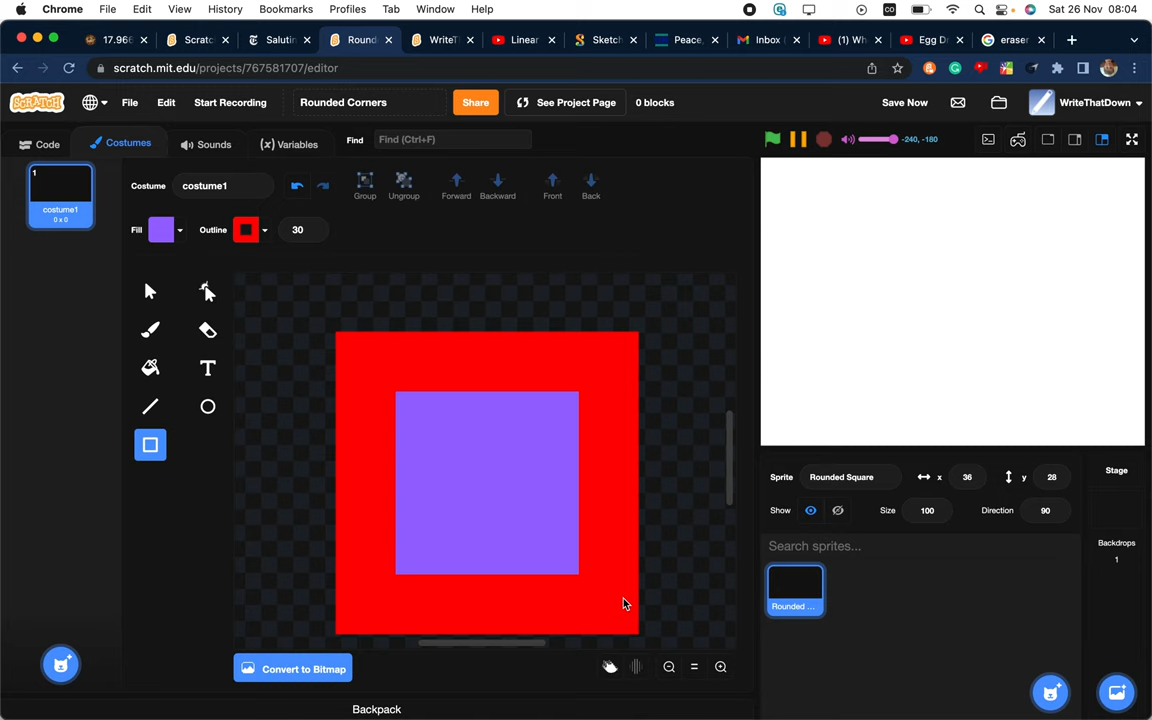 Chrome File Edit View History Bookmarks Profiles Tab Window Help Sat 26 Nov 08:04
17.966 Scratc Salutin Round WriteT Linear Sketch Peace, Inbox (1) Wh Egg Dr eraser
scratch.mit.edu/projects/767581707/editor
SCRATCH File Edit Start Recording Rounded Corners Share See Project Page 0 blocks Save Now WriteThatDown
Code Costumes Sounds (x) Variables Find Find (Ctrl+F) -240, -180
1
costume1
0 x 0
Costume costume1 Group Ungroup Forward Backward Front Back
Fill Outline 30
T
Convert to Bitmap
Backpack
Sprite Rounded Square x 36 y 28
Show Size 100 Direction 90
Search sprites...
Rounded ...
Stage
Backdrops
1